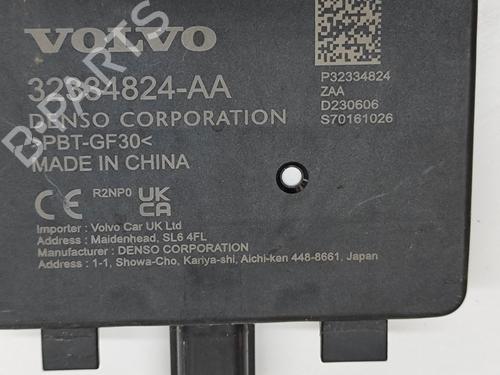 VOLVO
32334824-AA
DENSO CORPORATION
>PBT-GF30<
MADE IN CHINA
P32334824
ZAA
D230606
S70161026
CE R2NP0 UK
CA
Importer : Volvo Car UK Ltd
Address : Maidenhead, SL6 4FL
Manufacturer : DENSO CORPORATION
Address : 1-1, Showa-Cho, Kariya-shi, Aichi-ken 448-8661, Japan
B-PARTS